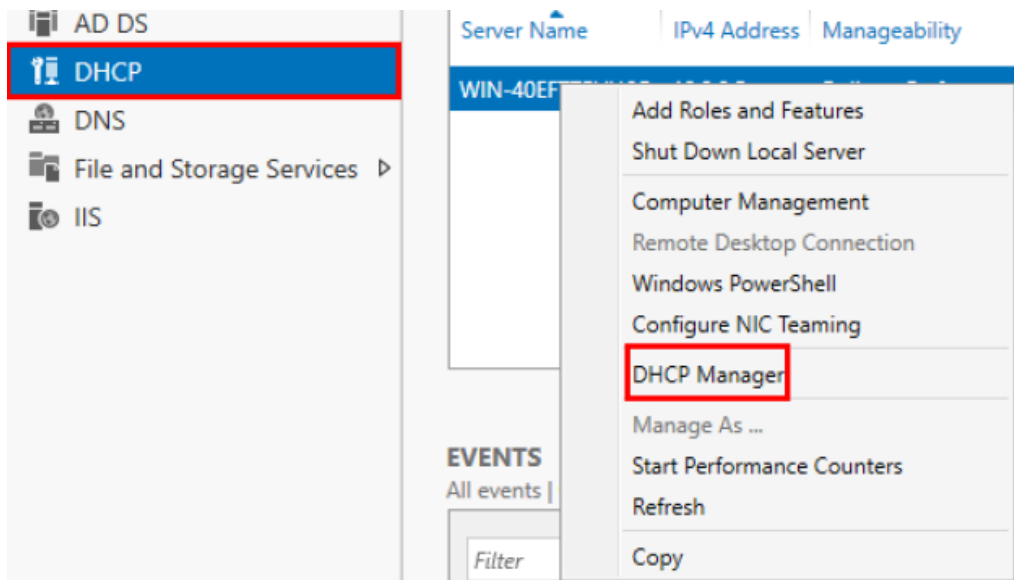 AD DS
DHCP
DNS
File and Storage Services
IIS
Server Name IPv4 Address Manageability
Add Roles and Features
Shut Down Local Server
Computer Management
Remote Desktop Connection
Windows PowerShell
Configure NIC Teaming
DHCP Manager
Manage As ...
Start Performance Counters
Refresh
Copy
EVENTS
All events |
Filter